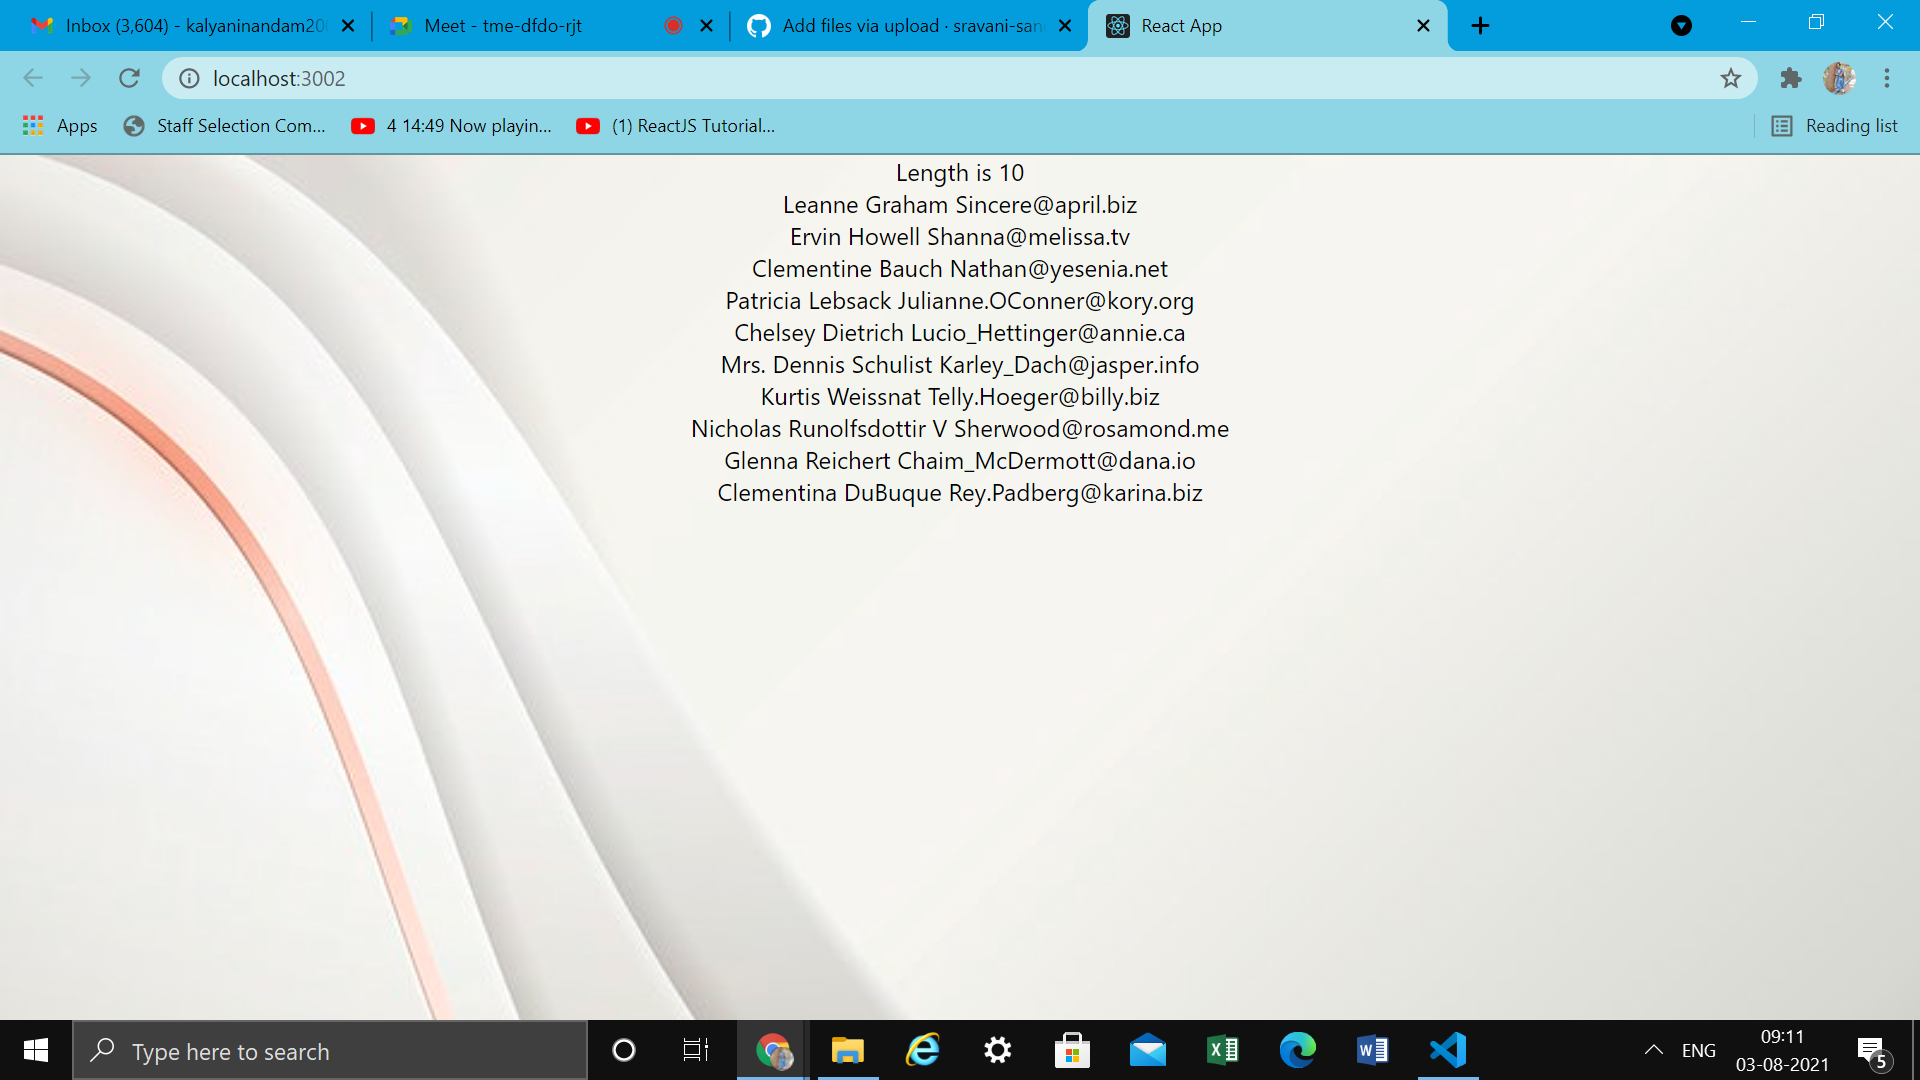 Inbox (3,604) - kalyaninandam20
Meet - tme-dfdo-rjt
Add files via upload · sravani-san
React App
localhost:3002
Apps
Staff Selection Com...
4 14:49 Now playin...
(1) ReactJS Tutorial...
Reading list
Length is 10
Leanne Graham Sincere@april.biz
Ervin Howell Shanna@melissa.tv
Clementine Bauch Nathan@yesenia.net
Patricia Lebsack Julianne.OConner@kory.org
Chelsey Dietrich Lucio_Hettinger@annie.ca
Mrs. Dennis Schulist Karley_Dach@jasper.info
Kurtis Weissnat Telly.Hoeger@billy.biz
Nicholas Runolfsdottir V Sherwood@rosamond.me
Glenna Reichert Chaim_McDermott@dana.io
Clementina DuBuque Rey.Padberg@karina.biz
Type here to search
ENG
09:11
03-08-2021
5